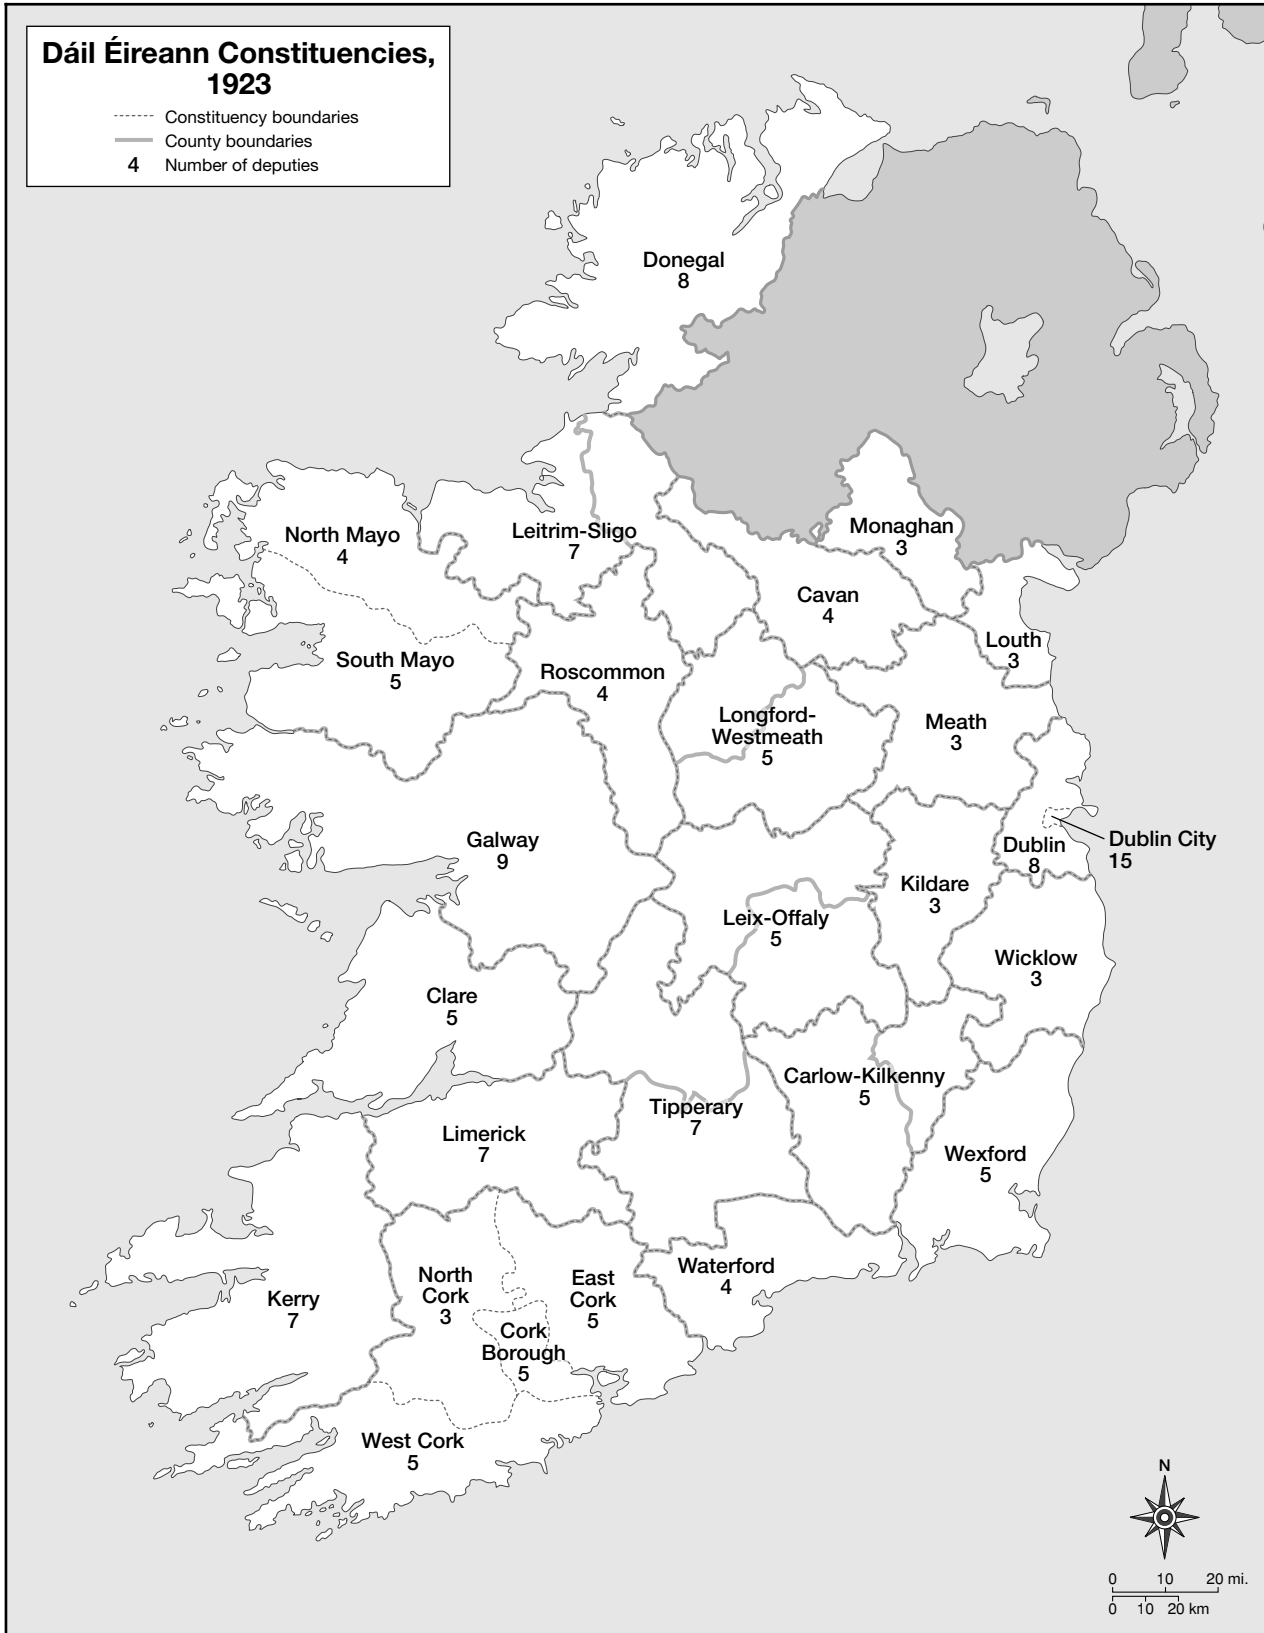 Dáil Éireann Constituencies,
1923
Constituency boundaries
County boundaries
4 Number of deputies
Donegal
8
North Mayo
4
Leitrim-Sligo
7
Monaghan
3
Cavan
4
Louth
3
South Mayo
5
Roscommon
4
Longford-
Westmeath
5
Meath
3
Galway
9
Dublin
8
Dublin City
15
Kildare
3
Leix-Offaly
5
Wicklow
3
Clare
5
Carlow-Kilkenny
5
Tipperary
7
Limerick
7
Wexford
5
Waterford
4
North
Cork
3
East
Cork
5
Kerry
7
Cork
Borough
5
West Cork
5
N
0 10 20 mi.
0 10 20 km